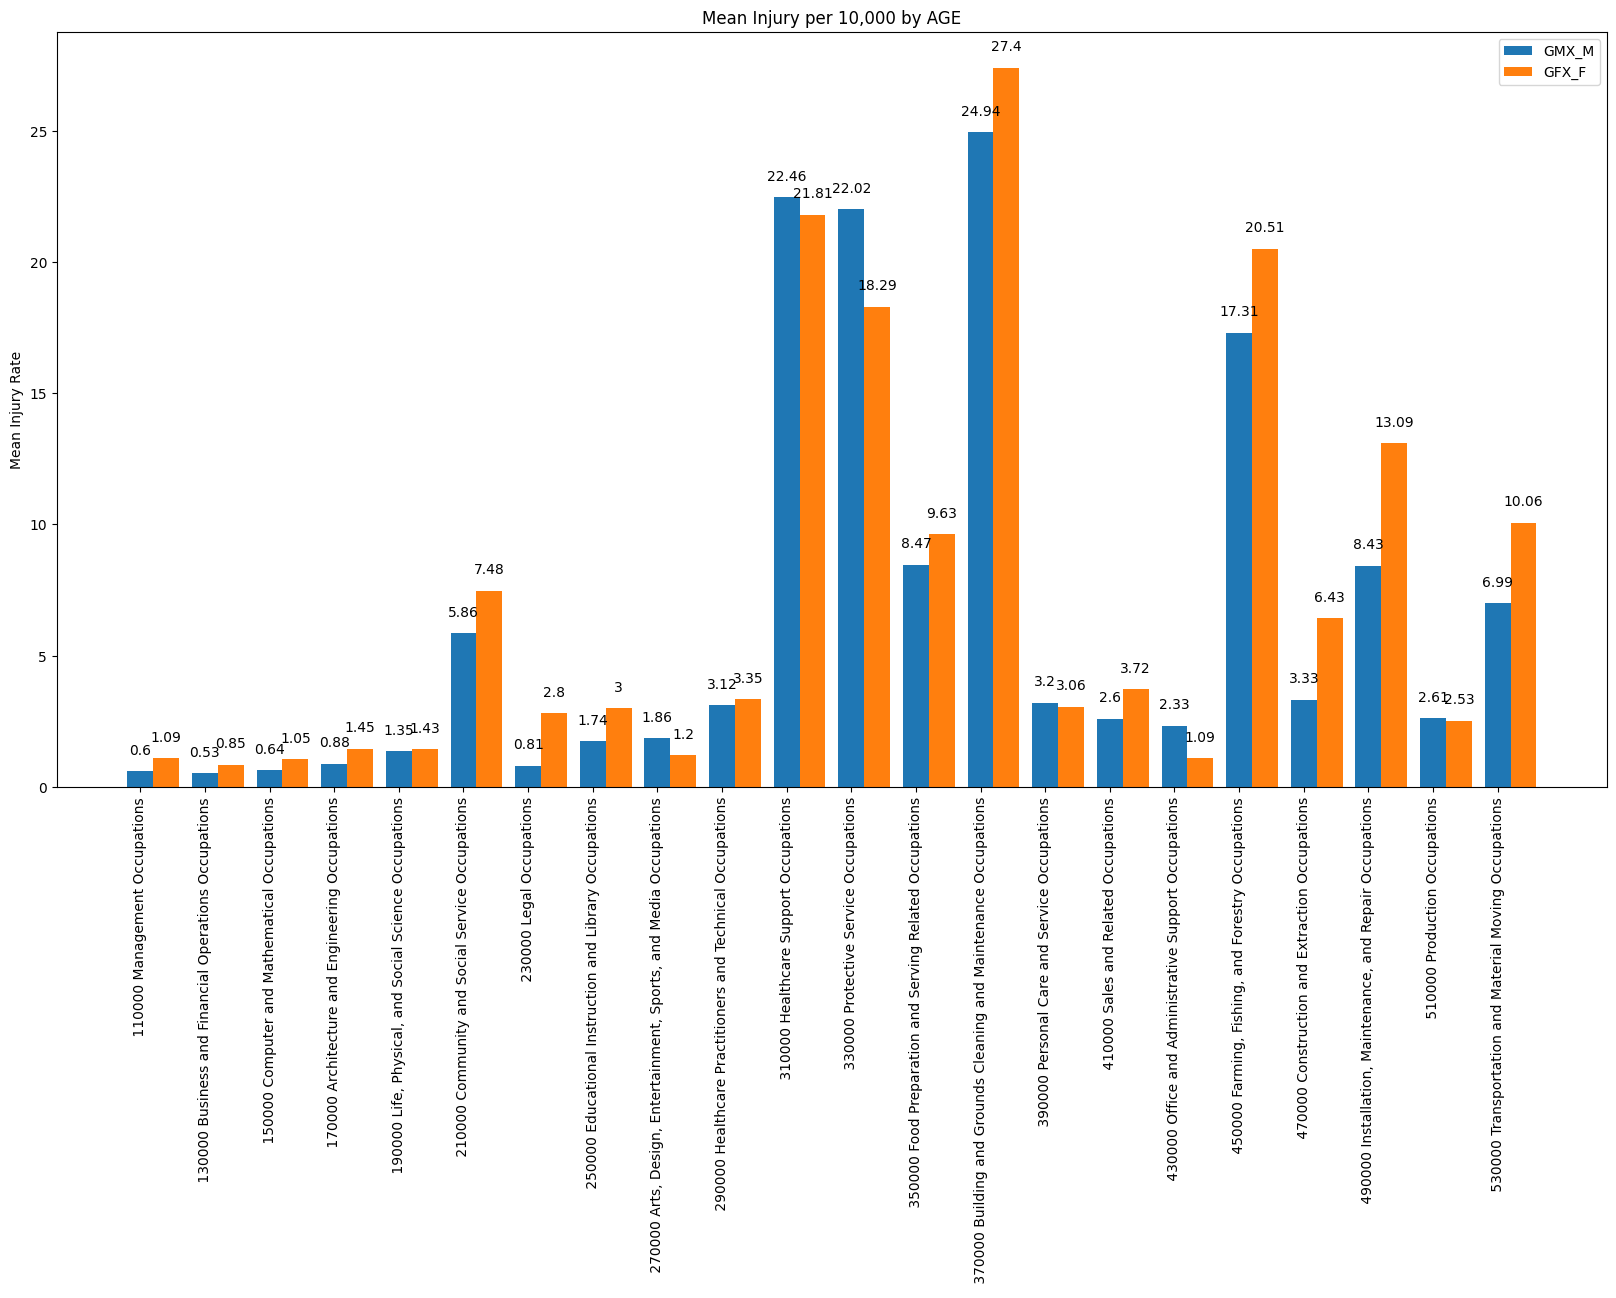 Mean Injury per 10,000 by AGE
GMX_M
GFX_F
Mean Injury Rate
25
20
15
10
5
0
0.6
1.09
0.53
0.85
0.64
1.05
0.88
1.45
1.35
1.43
5.86
7.48
0.81
2.8
1.74
3
1.86
1.2
3.12
3.35
22.46
21.81
22.02
18.29
8.47
9.63
24.94
27.4
3.2
3.06
2.6
3.72
2.33
1.09
17.31
20.51
3.33
6.43
8.43
13.09
2.61
2.53
6.99
10.06
110000 Management Occupations
130000 Business and Financial Operations Occupations
150000 Computer and Mathematical Occupations
170000 Architecture and Engineering Occupations
190000 Life, Physical, and Social Science Occupations
210000 Community and Social Service Occupations
230000 Legal Occupations
250000 Educational Instruction and Library Occupations
270000 Arts, Design, Entertainment, Sports, and Media Occupations
290000 Healthcare Practitioners and Technical Occupations
310000 Healthcare Support Occupations
330000 Protective Service Occupations
350000 Food Preparation and Serving Related Occupations
370000 Building and Grounds Cleaning and Maintenance Occupations
390000 Personal Care and Service Occupations
410000 Sales and Related Occupations
430000 Office and Administrative Support Occupations
450000 Farming, Fishing, and Forestry Occupations
470000 Construction and Extraction Occupations
490000 Installation, Maintenance, and Repair Occupations
510000 Production Occupations
530000 Transportation and Material Moving Occupations